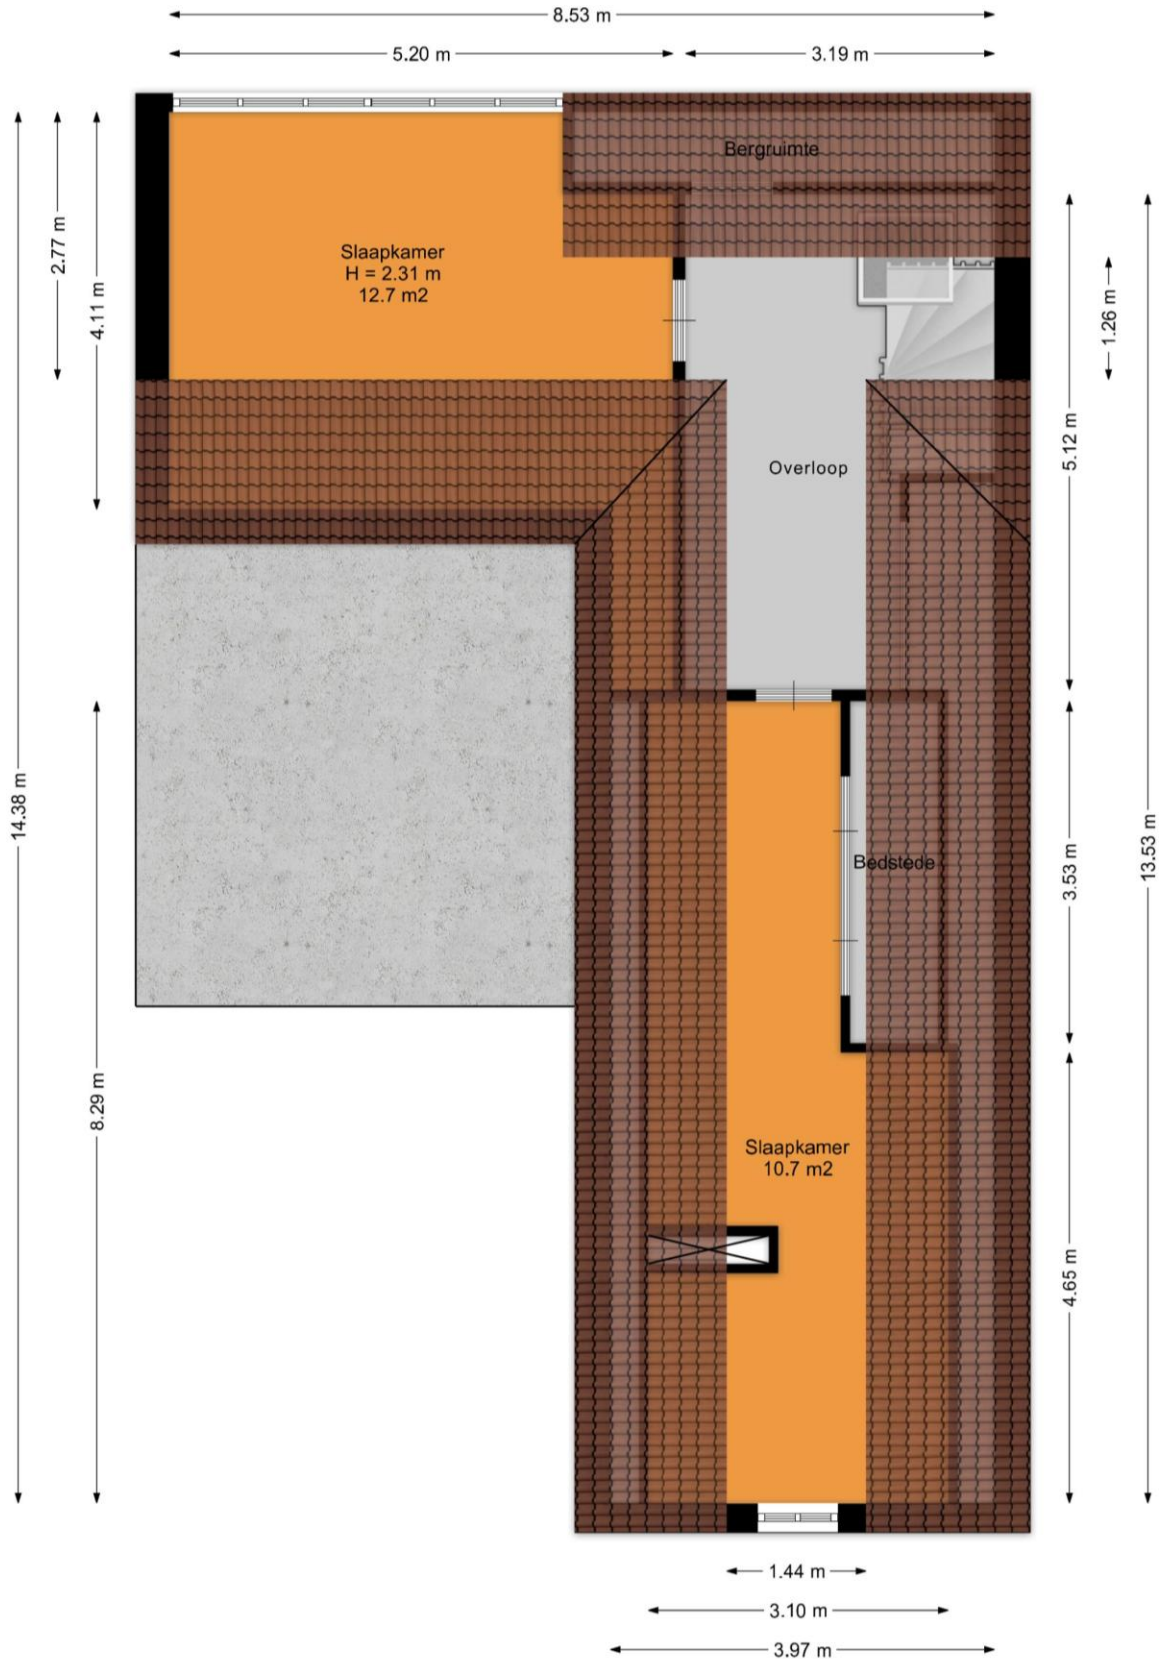 8.53 m
5.20 m
3.19 m
Bergruimte
2.77 m
4.11 m
Slaapkamer
H = 2.31 m
12.7 m2
1.26 m
5.12 m
Overloop
14.38 m
13.53 m
3.53 m
Bedstede
8.29 m
Slaapkamer
10.7 m2
4.65 m
1.44 m
3.10 m
3.97 m